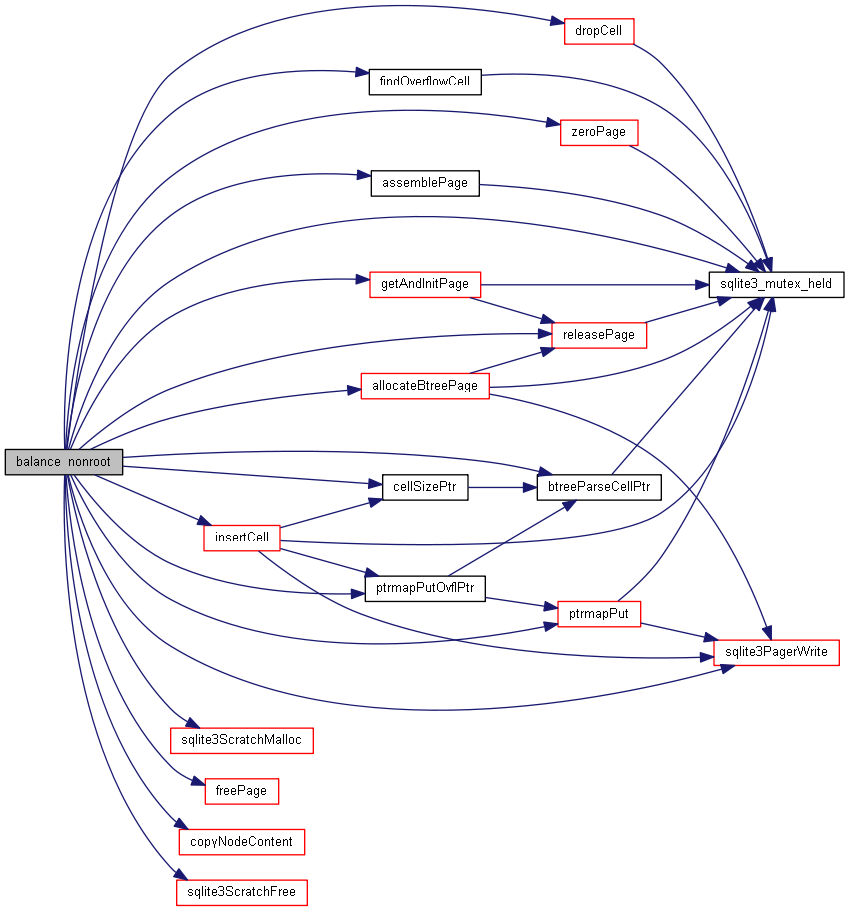 dropCell
findOverflowCell
zeroPage
assemblePage
sqlite3_mutex_held
getAndInitPage
releasePage
allocateBtreePage
balance_nonroot
cellSizePtr
btreeParseCellPtr
insertCell
ptrmapPutOvflPtr
ptrmapPut
sqlite3PagerWrite
sqlite3ScratchMalloc
freePage
copyNodeContent
sqlite3ScratchFree